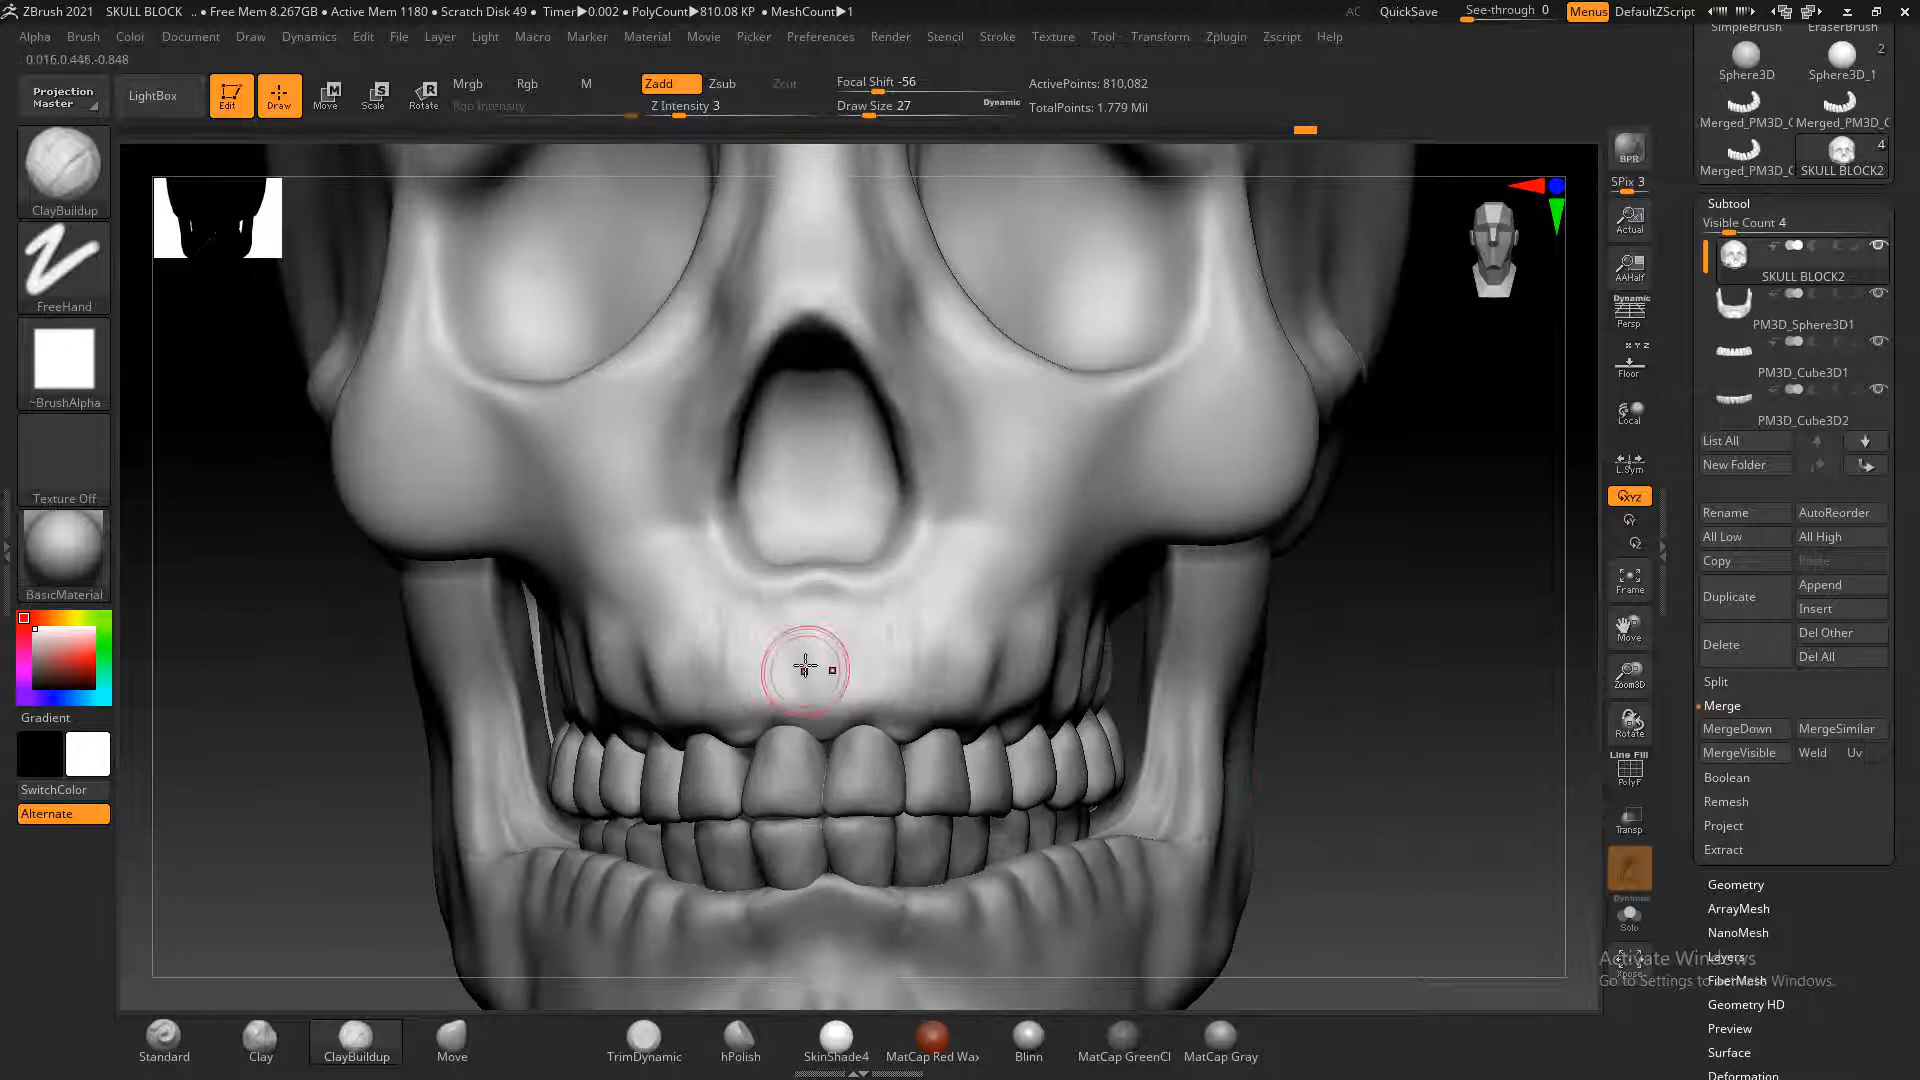 ZBrush 2021 SKULL BLOCK .. • Free Mem 8.267GB • Active Mem 1180 • Scratch Disk 49 • Timer▶0.002 • PolyCount▶810.08 KP • MeshCount▶1 AC QuickSave See-through 0 Menus DefaultZScript
Alpha Brush Color Document Draw Dynamics Edit File Layer Light Macro Marker Material Movie Picker Preferences Render Stencil Stroke Texture Tool Transform Zplugin Zscript Help
0.016,0.446,-0.848
Projection Master
LightBox
Edit
Draw
Move
Scale
Rotate
Mrgb Rgb M
Rgb Intensity
Zadd Zsub Zcut
Z Intensity 3
Focal Shift -56
Draw Size 27
Dynamic
ActivePoints: 810,082
TotalPoints: 1.779 Mil
ClayBuildup
FreeHand
~BrushAlpha
Texture Off
BasicMaterial
Gradient
SwitchColor
Alternate
BPR
SPix 3
Actual
AAHalf
Dynamic
Persp
X Y Z
Floor
Local
L.Sym
XYZ
Y
Z
Frame
Move
Zoom3D
Rotate
Line Fill
PolyF
Transp
Dynamic
Solo
Xpose
SimpleBrush EraserBrush
2
Sphere3D Sphere3D_1
Merged_PM3D_C Merged_PM3D_C
4
Merged_PM3D_C SKULL BLOCK2
Subtool
Visible Count 4
SKULL BLOCK2
PM3D_Sphere3D1
PM3D_Cube3D1
PM3D_Cube3D2
List All
New Folder
Rename AutoReorder
All Low All High
Copy Paste
Duplicate Append
Insert
Delete Del Other
Del All
Split
Merge
MergeDown MergeSimilar
MergeVisible Weld Uv
Boolean
Remesh
Project
Extract
Geometry
ArrayMesh
NanoMesh
Layers
FiberMesh
Geometry HD
Preview
Surface
Deformation
Activate Windows
Go to Settings to activate Windows.
Standard Clay ClayBuildup Move TrimDynamic hPolish SkinShade4 MatCap Red Wax Blinn MatCap GreenCl MatCap Gray